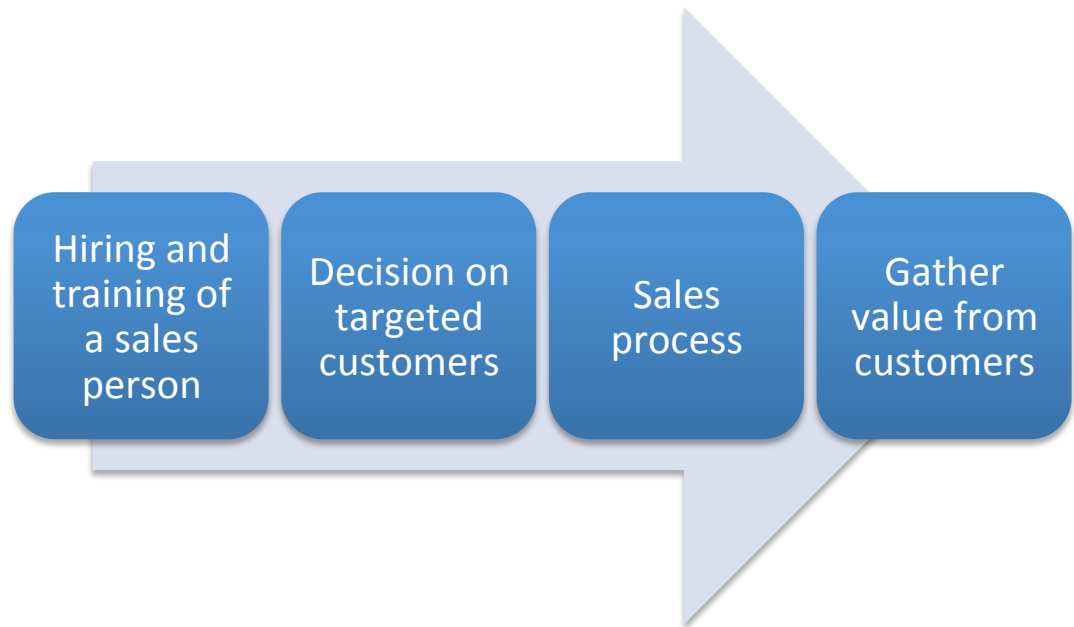 Hiring and
training of
a sales
person
Decision on
targeted
customers
Sales
process
Gather
value from
customers